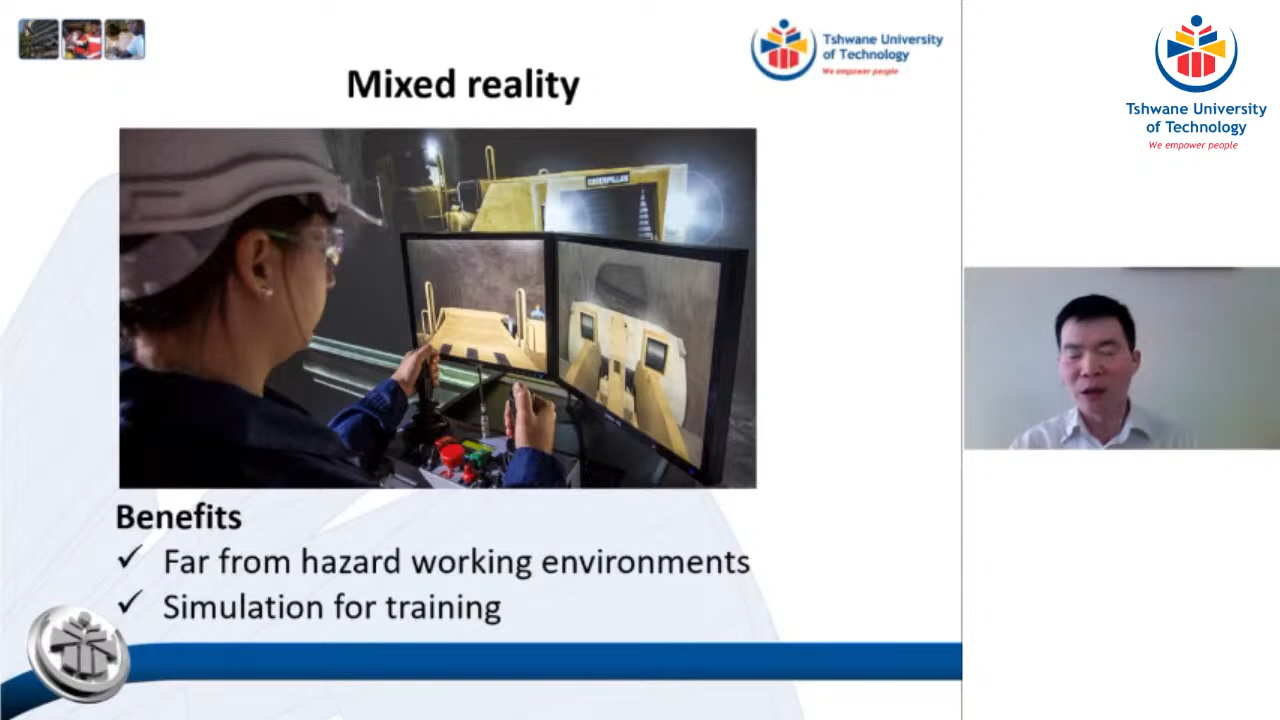 Tshwane University
of Technology
We empower people
Mixed reality
CATERPILLAR
Benefits
✓ Far from hazard working environments
✓ Simulation for training
Tshwane University
of Technology
We empower people